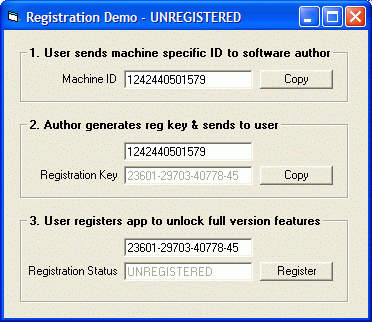 Registration Demo - UNREGISTERED
1. User sends machine specific ID to software author
Machine ID 1242440501579 Copy
2. Author generates reg key & sends to user
1242440501579
Registration Key 23601-29703-40778-45 Copy
3. User registers app to unlock full version features
23601-29703-40778-45
Registration Status UNREGISTERED Register